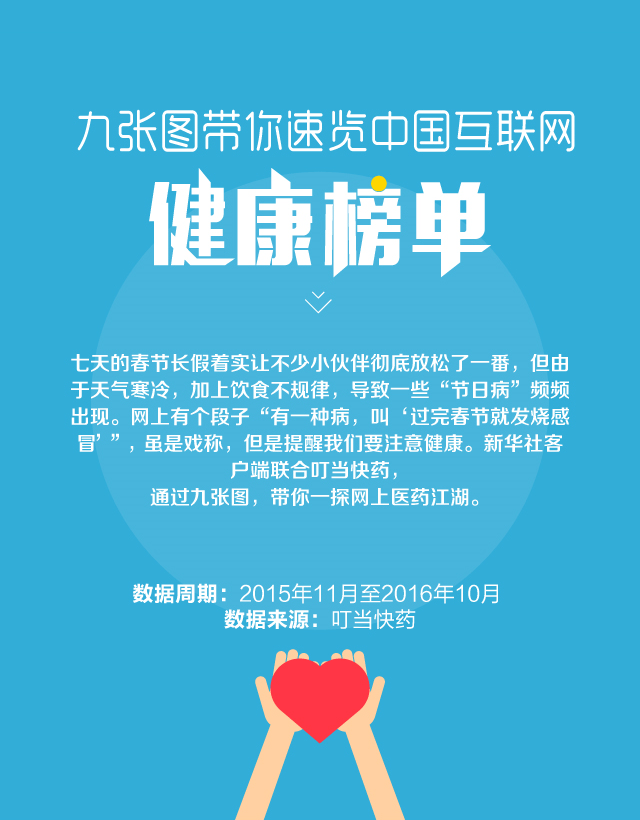 九张图带你速览中国互联网
健康榜单
七天的春节长假着实让不少小伙伴彻底放松了一番，但由
于天气寒冷，加上饮食不规律，导致一些“节日病”频频
出现。网上有个段子“有一种病，叫‘过完春节就发烧感
冒’”，虽是戏称，但是提醒我们要注意健康。新华社客
户端联合叮当快药，
通过九张图，带你一探网上医药江湖。
数据周期：2015年11月至2016年10月
数据来源：叮当快药